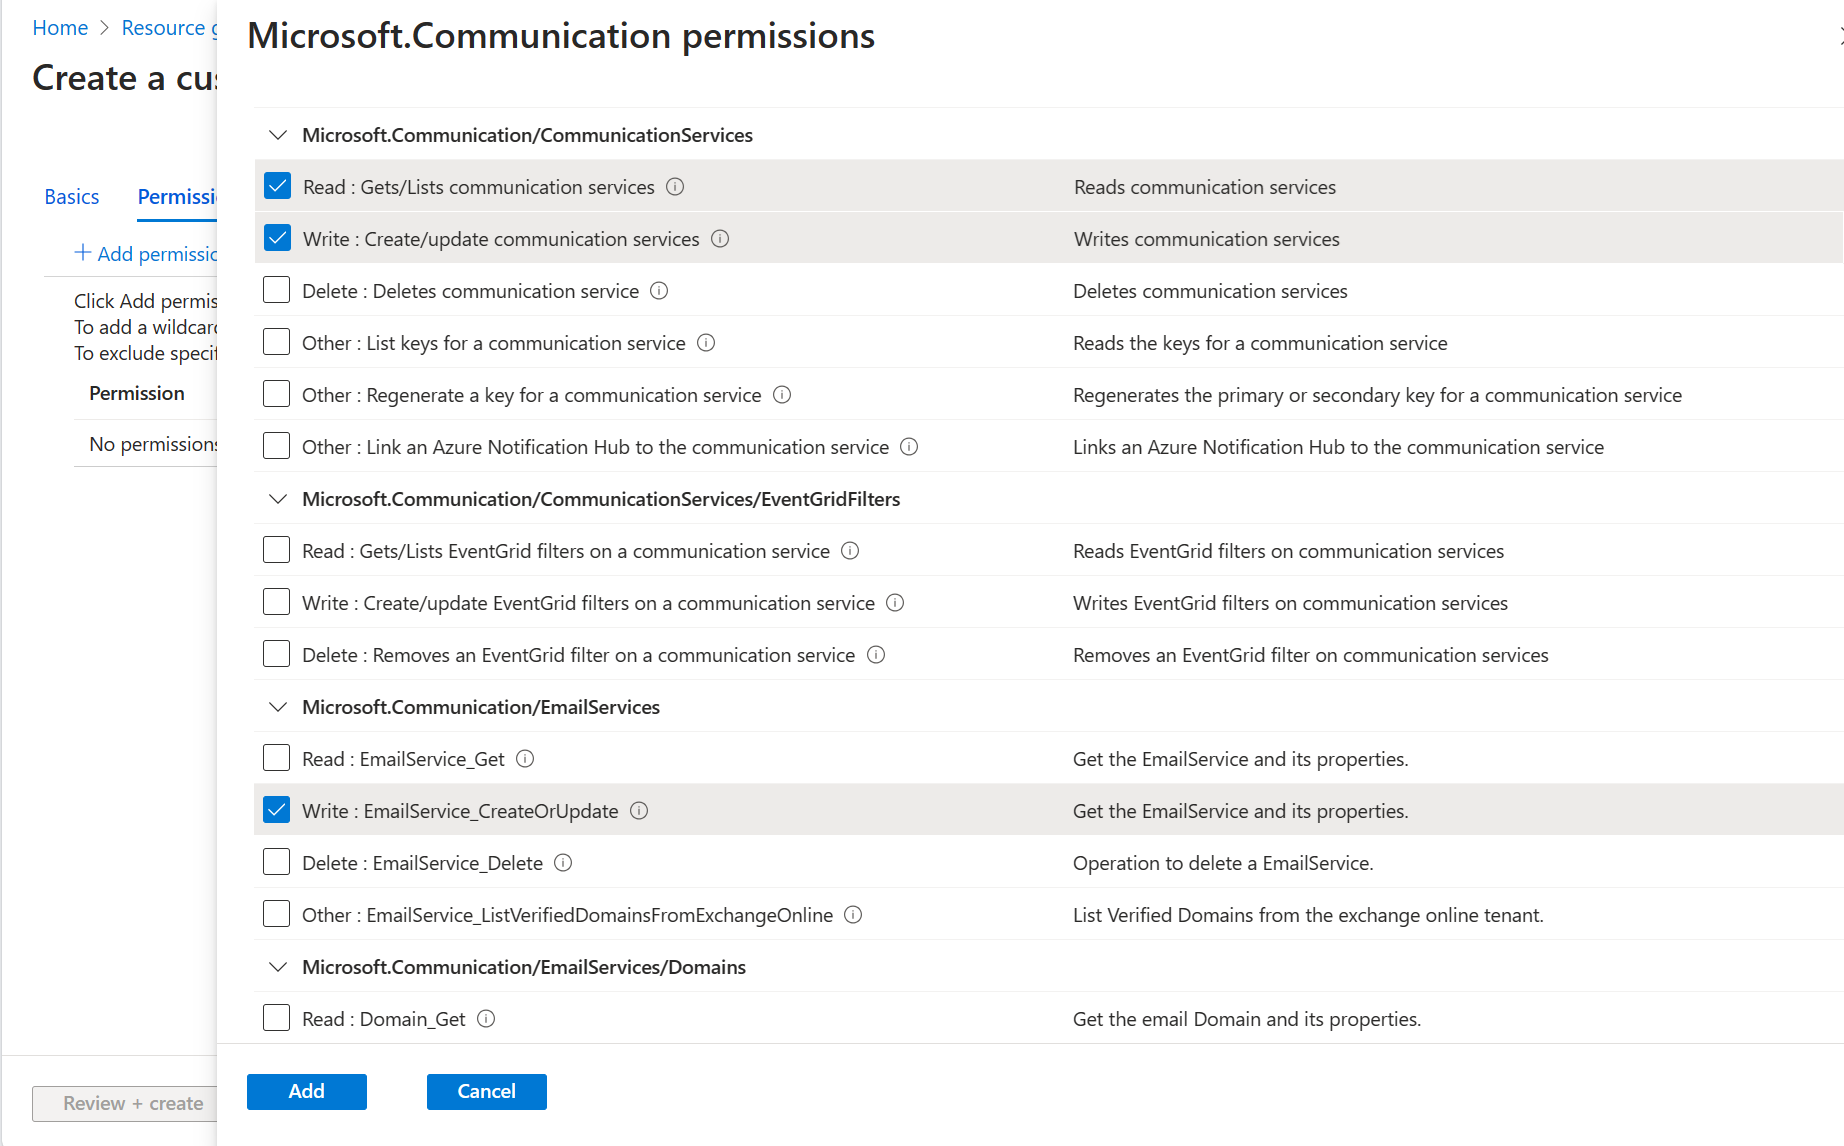 Home > Resource g
Create a cus
Basics Permissi
+ Add permissic
Click Add permis
To add a wildcard
To exclude specif
Permission
No permissions
Review + create
Microsoft.Communication permissions
Microsoft.Communication/CommunicationServices
Read : Gets/Lists communication services Reads communication services
Write : Create/update communication services Writes communication services
Delete : Deletes communication service Deletes communication services
Other : List keys for a communication service Reads the keys for a communication service
Other : Regenerate a key for a communication service Regenerates the primary or secondary key for a communication service
Other : Link an Azure Notification Hub to the communication service Links an Azure Notification Hub to the communication service
Microsoft.Communication/CommunicationServices/EventGridFilters
Read : Gets/Lists EventGrid filters on a communication service Reads EventGrid filters on communication services
Write : Create/update EventGrid filters on a communication service Writes EventGrid filters on communication services
Delete : Removes an EventGrid filter on a communication service Removes an EventGrid filter on communication services
Microsoft.Communication/EmailServices
Read : EmailService_Get Get the EmailService and its properties.
Write : EmailService_CreateOrUpdate Get the EmailService and its properties.
Delete : EmailService_Delete Operation to delete a EmailService.
Other : EmailService_ListVerifiedDomainsFromExchangeOnline List Verified Domains from the exchange online tenant.
Microsoft.Communication/EmailServices/Domains
Read : Domain_Get Get the email Domain and its properties.
Add Cancel